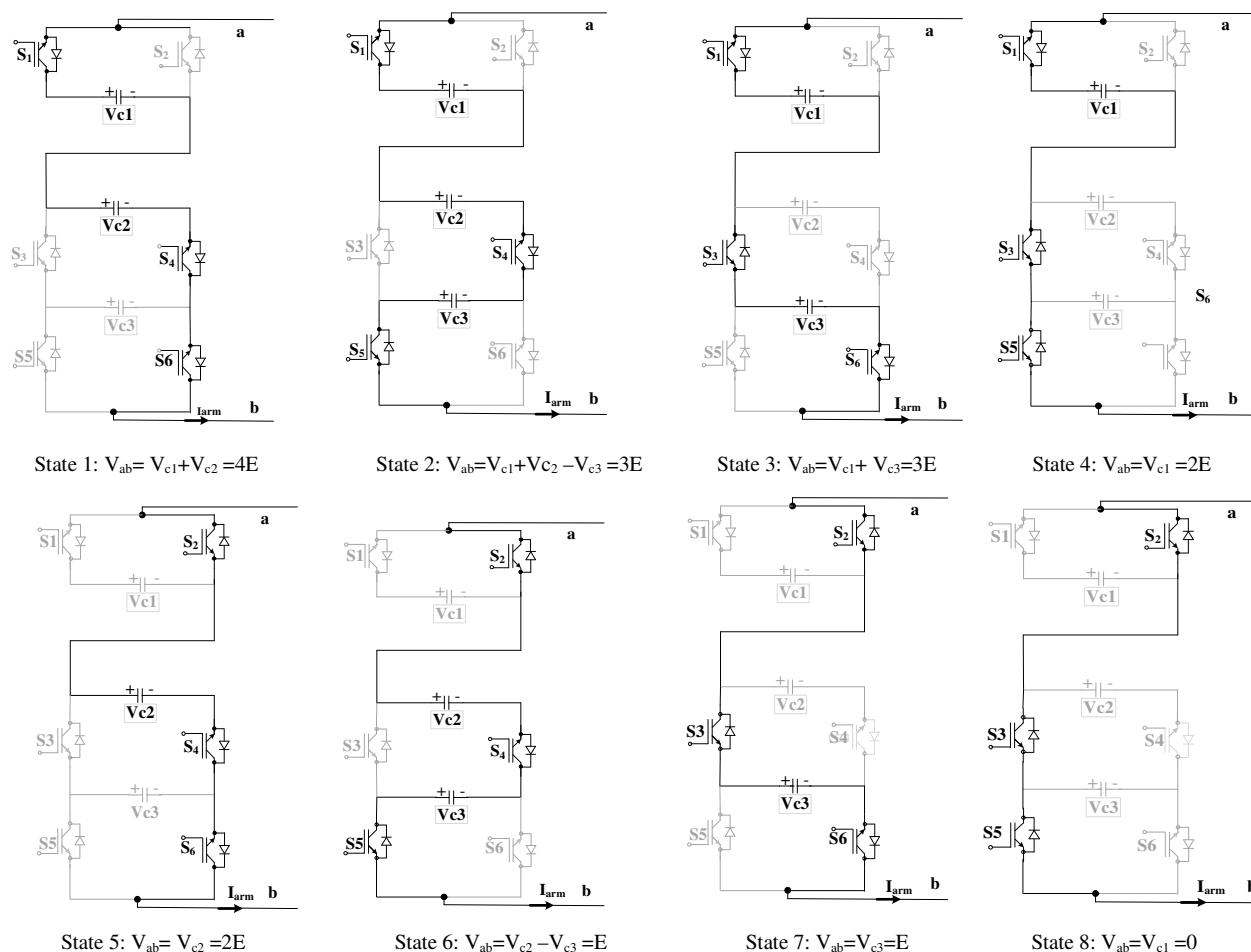 a
S1
S2
+ -
Vc1
+ -
Vc2
S3
S4
+ -
Vc3
S5
S6
Iarm
b
State 1: Vab= Vc1+Vc2 =4E
a
S1
S2
+ -
Vc1
+ -
Vc2
S3
S4
+ -
Vc3
S5
S6
Iarm
b
State 2: Vab=Vc1+Vc2 –Vc3 =3E
a
S1
S2
+ -
Vc1
+ -
Vc2
S3
S4
+ -
Vc3
S5
S6
Iarm
b
State 3: Vab=Vc1+ Vc3=3E
a
S1
S2
+ -
Vc1
+ -
Vc2
S3
S4
+ -
Vc3
S6
S5
Iarm
b
State 4: Vab=Vc1 =2E
a
S1
S2
+ -
Vc1
+ -
Vc2
S3
S4
+ -
Vc3
S5
S6
Iarm
b
State 5: Vab= Vc2 =2E
a
S1
S2
+ -
Vc1
+ -
Vc2
S3
S4
+ -
Vc3
S5
S6
Iarm
b
State 6: Vab=Vc2 –Vc3 = E
a
S1
S2
+ -
Vc1
+ -
Vc2
S3
S4
+ -
Vc3
S5
S6
Iarm
b
State 7: Vab=Vc3=E
a
S1
S2
+ -
Vc1
+ -
Vc2
S3
S4
+ -
Vc3
S5
S6
Iarm
b
State 8: Vab=Vc1 =0